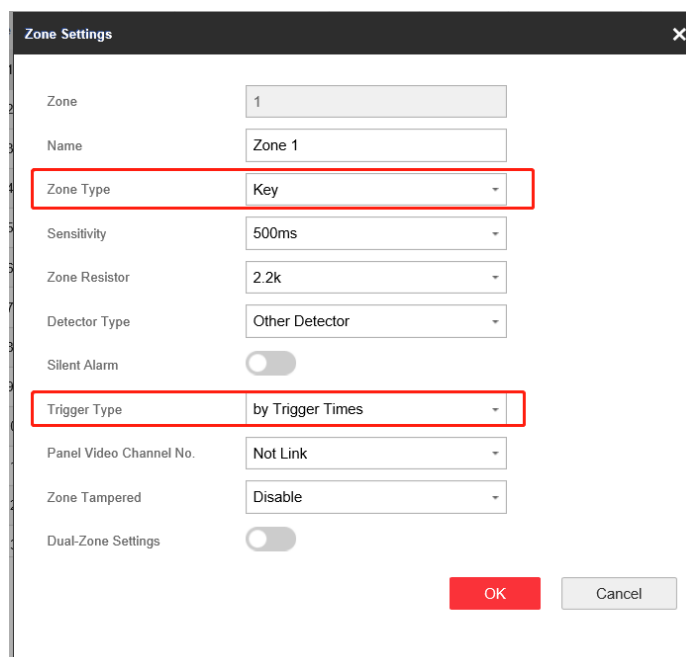 Zone Settings
Zone 1
Name Zone 1
Zone Type Key
Sensitivity 500ms
Zone Resistor 2.2k
Detector Type Other Detector
Silent Alarm
Trigger Type by Trigger Times
Panel Video Channel No. Not Link
Zone Tampered Disable
Dual-Zone Settings
OK Cancel